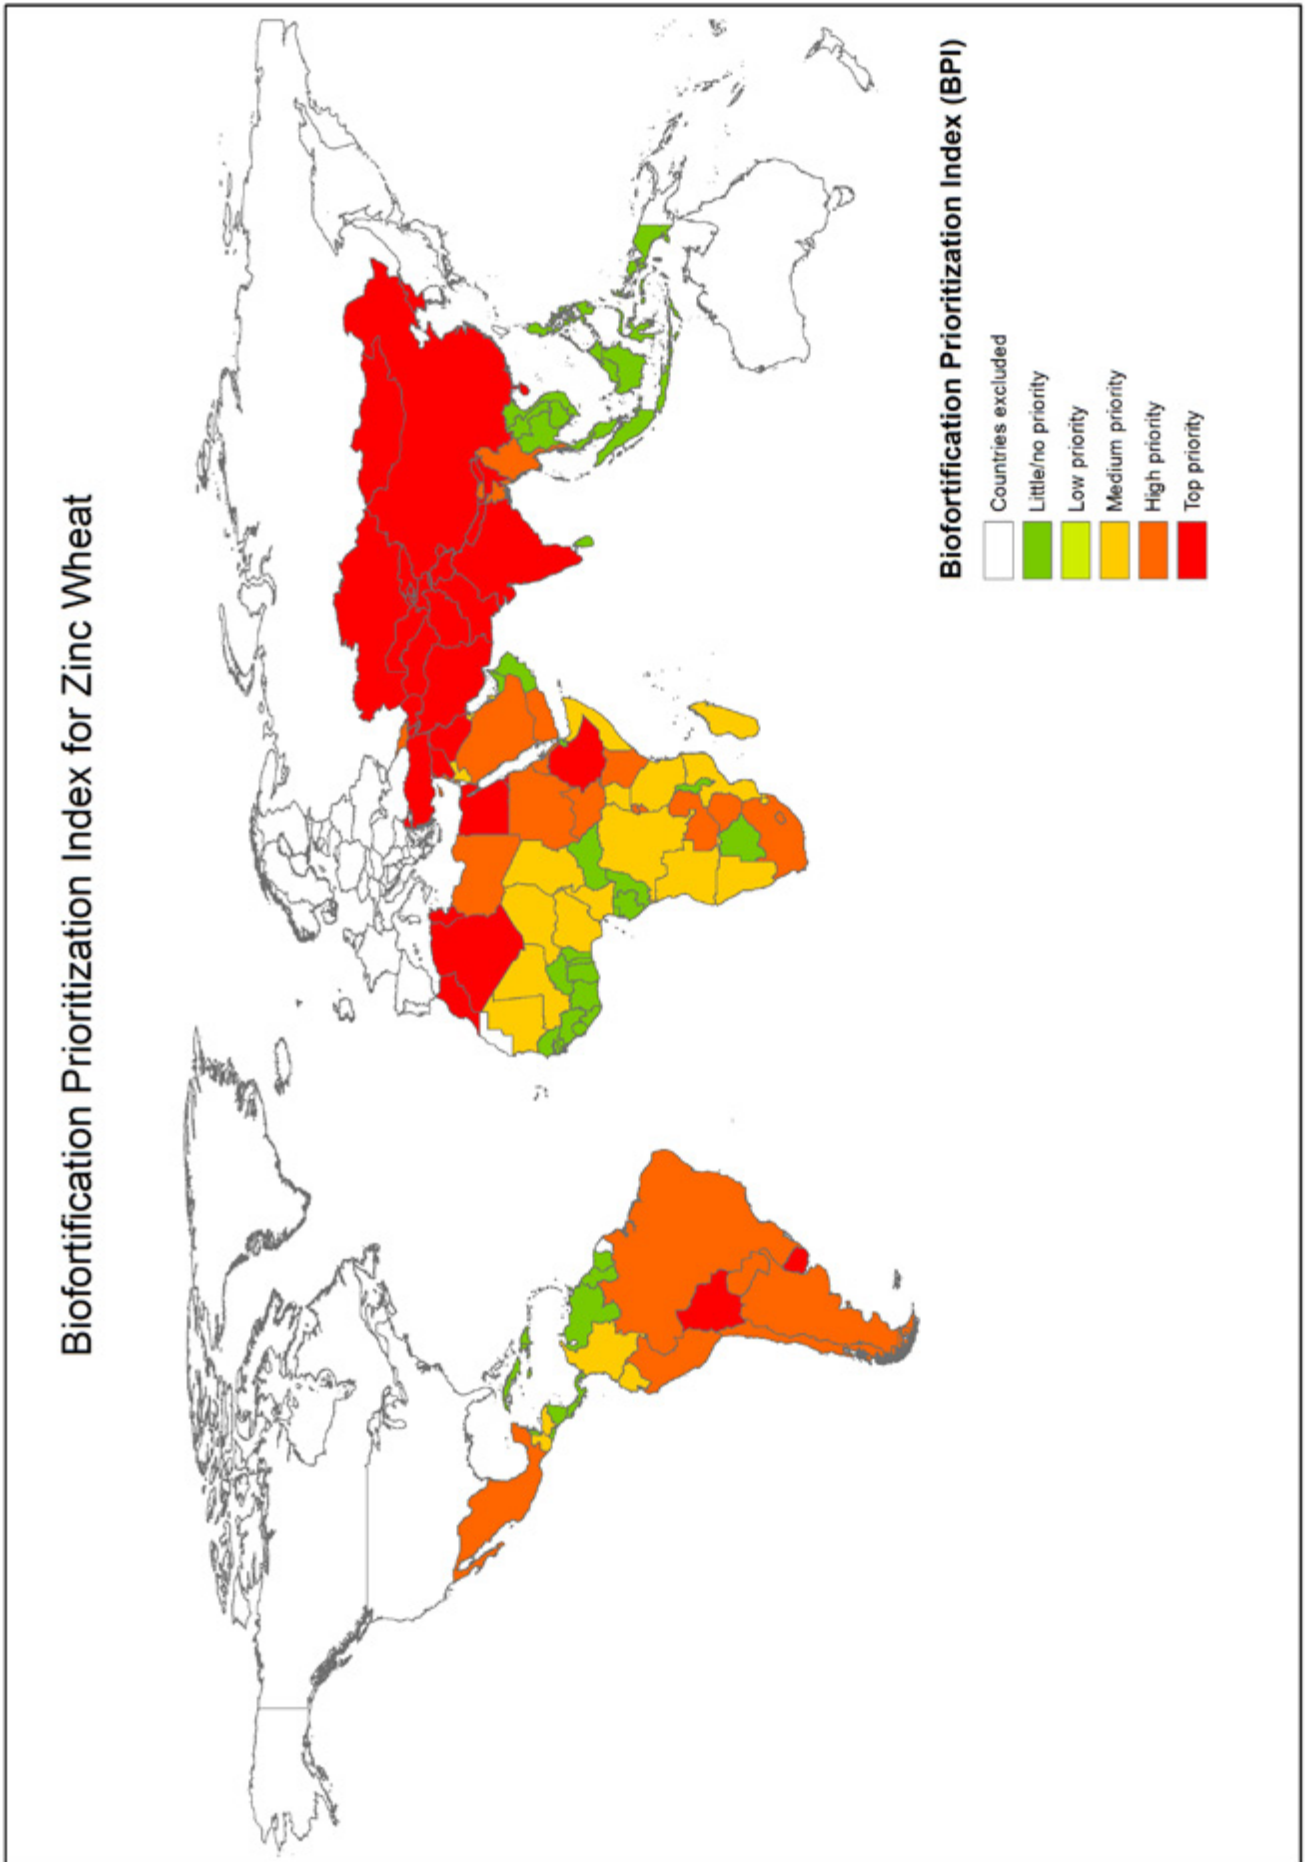 Biofortification Prioritization Index for Zinc Wheat
Biofortification Prioritization Index (BPI)
Countries excluded
Little/no priority
Low priority
Medium priority
High priority
Top priority